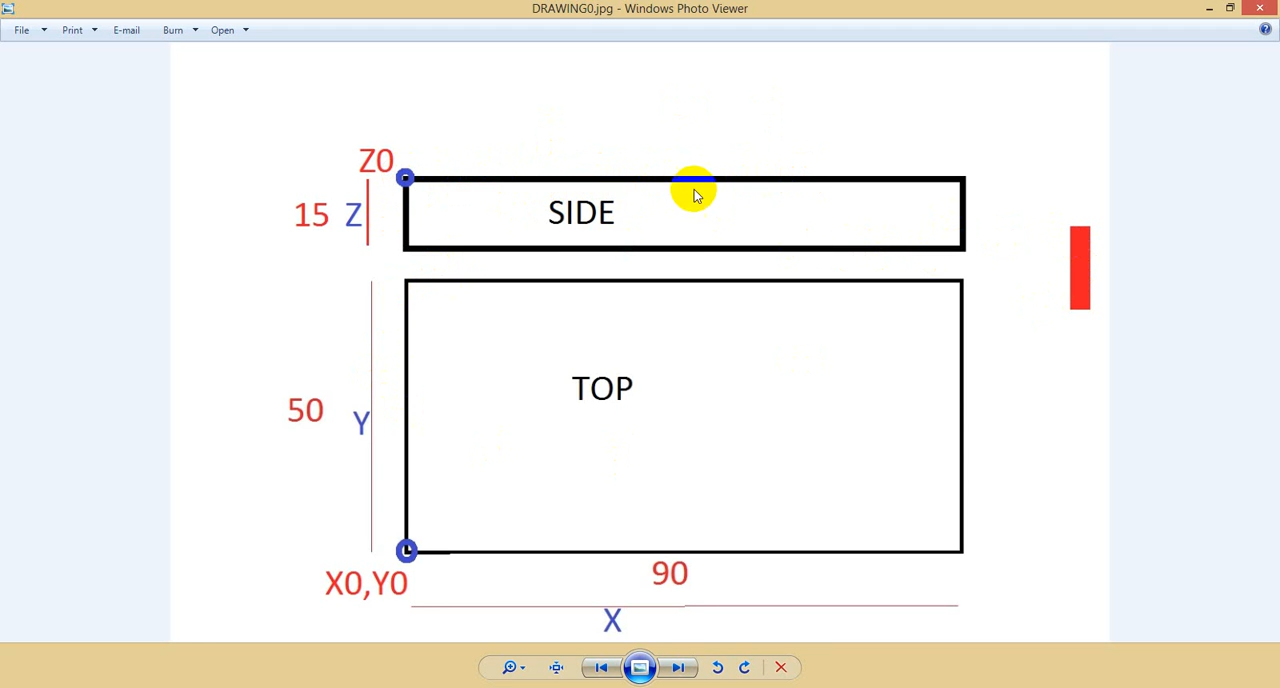 DRAWING0.jpg - Windows Photo Viewer
File Print E-mail Burn Open
Z0
15 Z
SIDE
TOP
50
Y
X0,Y0
90
X